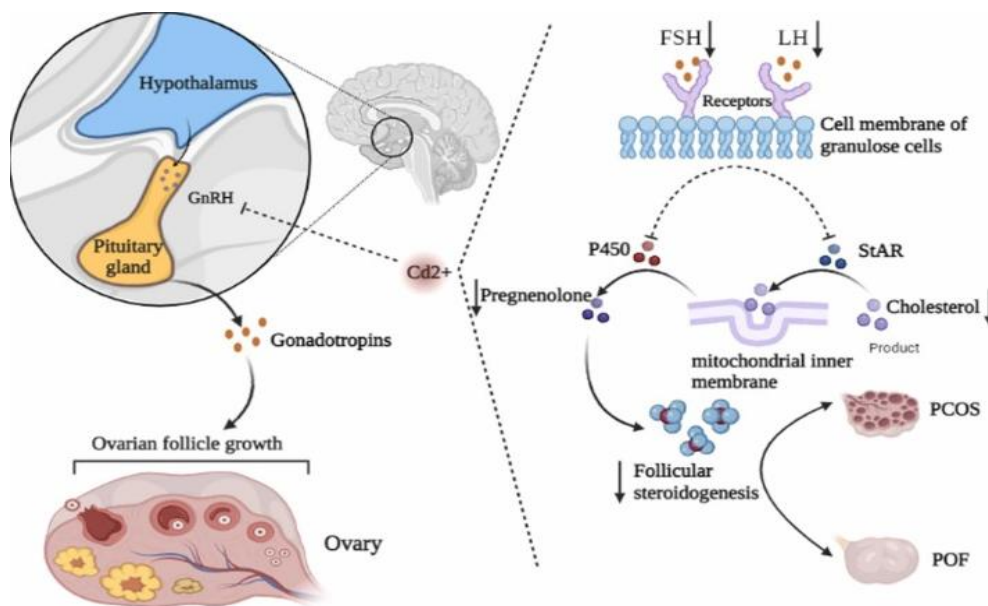 Hypothalamus
GnRH
Pituitary
gland
Cd2+
Gonadotropins
Ovarian follicle growth
Ovary
FSH
LH
Receptors
Cell membrane of
granulose cells
P450
StAR
Pregnenolone
Cholesterol
Product
mitochondrial inner
membrane
Follicular
steroidogenesis
PCOS
POF